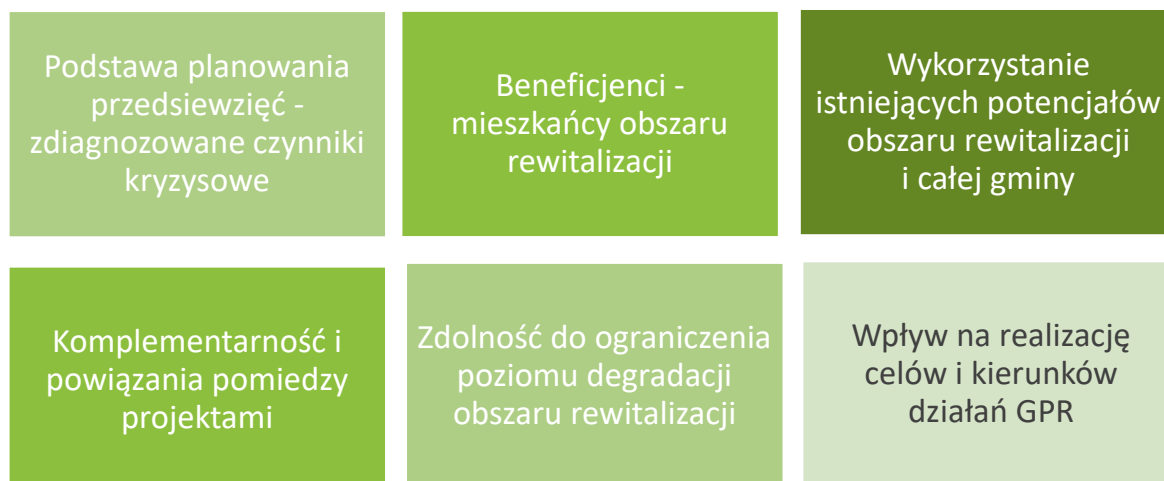 Podstawa planowania
przedsiewzięć -
zdiagnozowane czynniki
kryzysowe
Beneficjenci -
mieszkańcy obszaru
rewitalizacji
Wykorzystanie
istniejących potencjałów
obszaru rewitalizacji
i całej gminy
Komplementarność i
powiązania pomiedzy
projektami
Zdolność do ograniczenia
poziomu degradacji
obszaru rewitalizacji
Wpływ na realizację
celów i kierunków
działań GPR